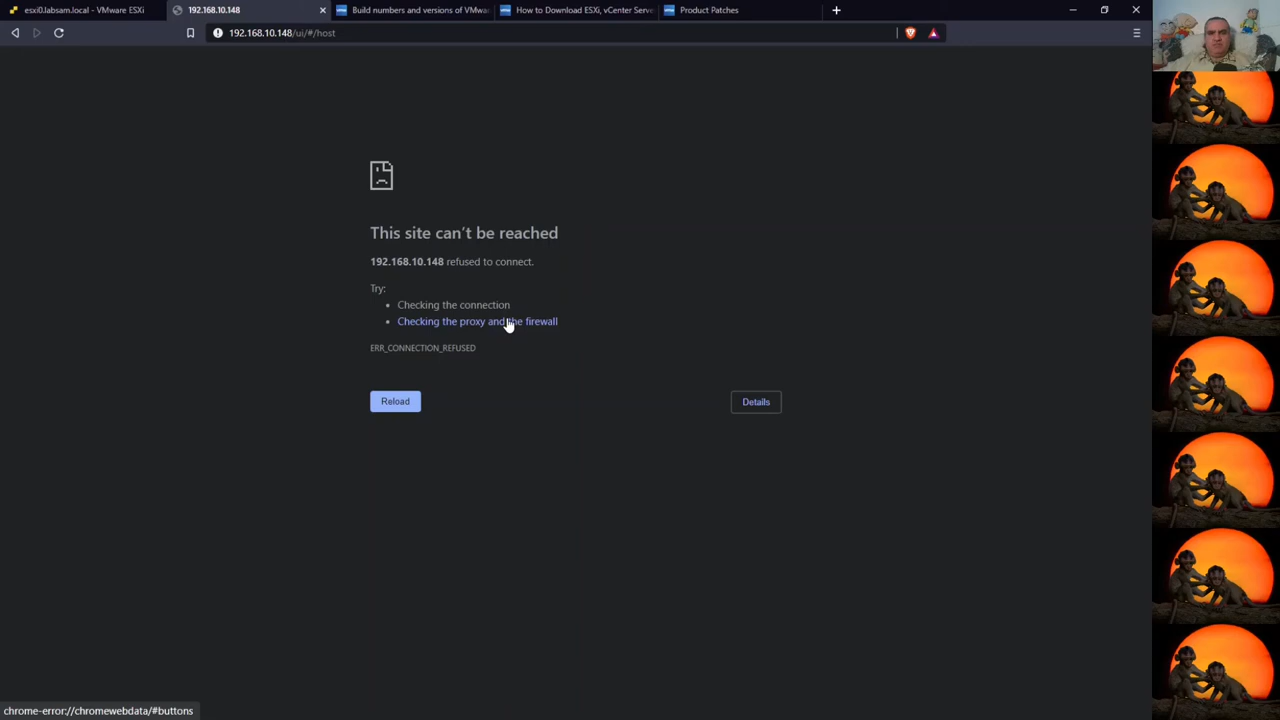 esxi0.labsam.local - VMware ESXi
192.168.10.148
Build numbers and versions of VMwar
How to Download ESXi, vCenter Serve
Product Patches
192.168.10.148/ui/#/host
This site can't be reached
192.168.10.148 refused to connect.
Try:
• Checking the connection
• Checking the proxy and the firewall
ERR_CONNECTION_REFUSED
Reload
Details
chrome-error://chromewebdata/#buttons